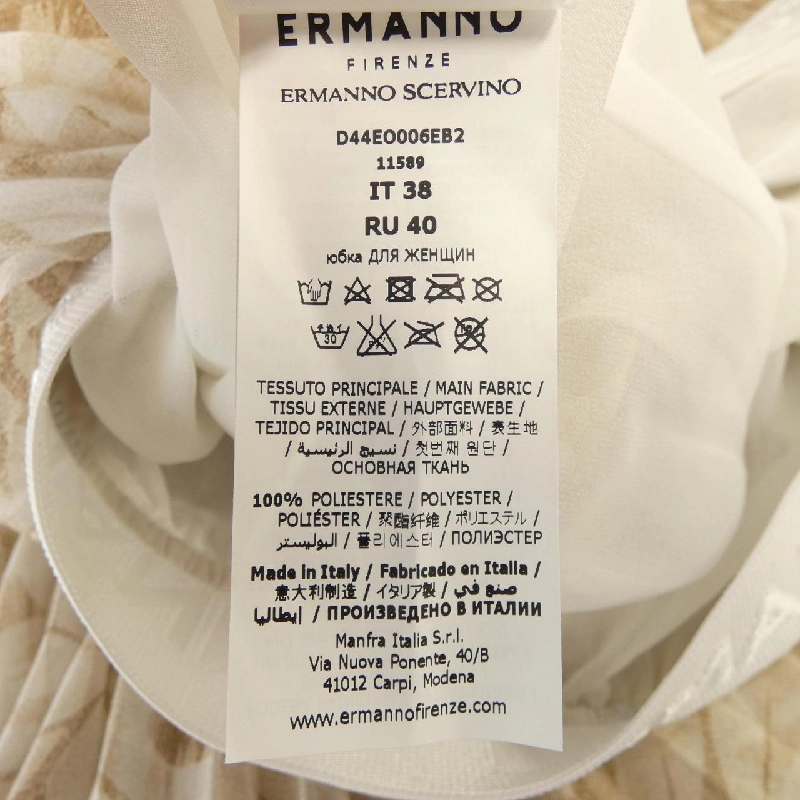 ERMANNO
FIRENZE
ERMANNO SCERVINO
D44EO006EB2
11589
IT 38
RU 40
юбка ДЛЯ ЖЕНЩИН
30
TESSUTO PRINCIPALE / MAIN FABRIC /
TISSU EXTERNE / HAUPTGEWEBE /
TEJIDO PRINCIPAL / 外部面料 / 表生地
/ 첫번째 원단 / نسيج الرئيسية /
ОСНОВНАЯ ТКАНЬ
100% POLIESTERE / POLYESTER /
POLIÉSTER / 聚酯纤维 / ポリエステル /
폴리에스터 / ПОЛИЭСТЕР / البوليستر
Made in Italy / Fabricado en Italia /
意大利制造 / イタリア製 / صنع في
إيطاليا / ПРОИЗВЕДЕНО В ИТАЛИИ
Manfra Italia S.r.l.
Via Nuova Ponente, 40/B
41012 Carpi, Modena
www.ermannofirenze.com